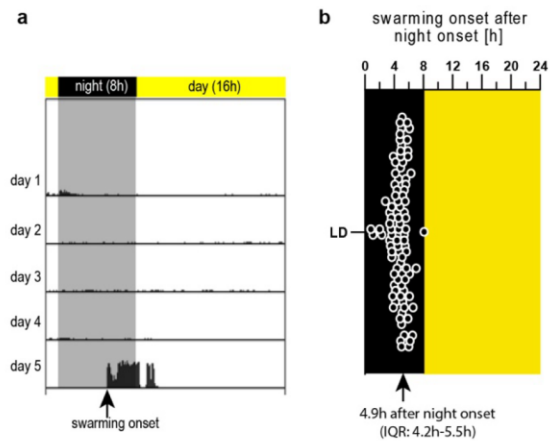 a
night (8h) day (16h)
day 1
day 2
day 3
day 4
day 5
swarming onset
b
swarming onset after
night onset [h]
0 4 8 12 16 20 24
LD
4.9h after night onset
(IQR: 4.2h-5.5h)